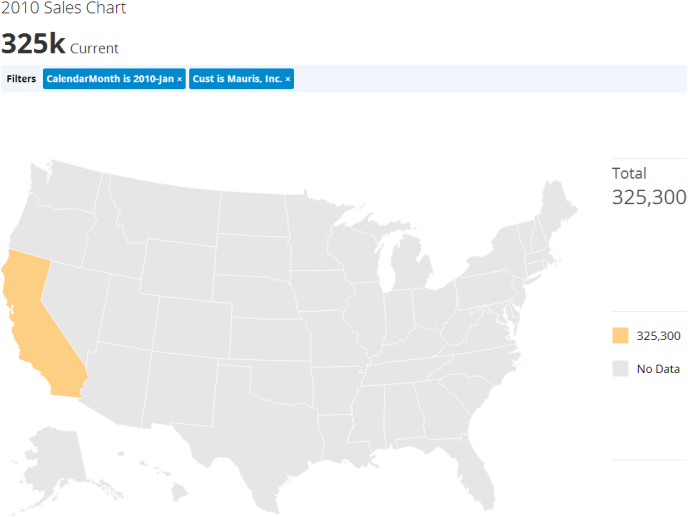 2010 Sales Chart
325k Current
Filters CalendarMonth is 2010-Jan × Cust is Mauris, Inc. ×
Total
325,300
325,300
No Data